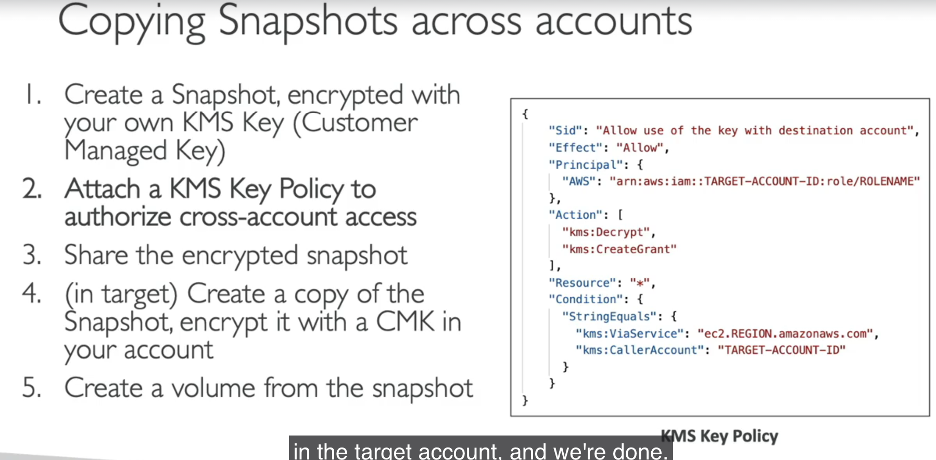 Copying Snapshots across accounts
1. Create a Snapshot, encrypted with
your own KMS Key (Customer
Managed Key)
2. Attach a KMS Key Policy to
authorize cross-account access
3. Share the encrypted snapshot
4. (in target) Create a copy of the
Snapshot, encrypt it with a CMK in
your account
5. Create a volume from the snapshot
{
"Sid": "Allow use of the key with destination account",
"Effect": "Allow",
"Principal": {
"AWS": "arn:aws:iam::TARGET-ACCOUNT-ID:role/ROLENAME"
},
"Action": [
"kms:Decrypt",
"kms:CreateGrant"
],
"Resource": "*",
"Condition": {
"StringEquals": {
"kms:ViaService": "ec2.REGION.amazonaws.com",
"kms:CallerAccount": "TARGET-ACCOUNT-ID"
}
}
}
KMS Key Policy
in the target account, and we're done.